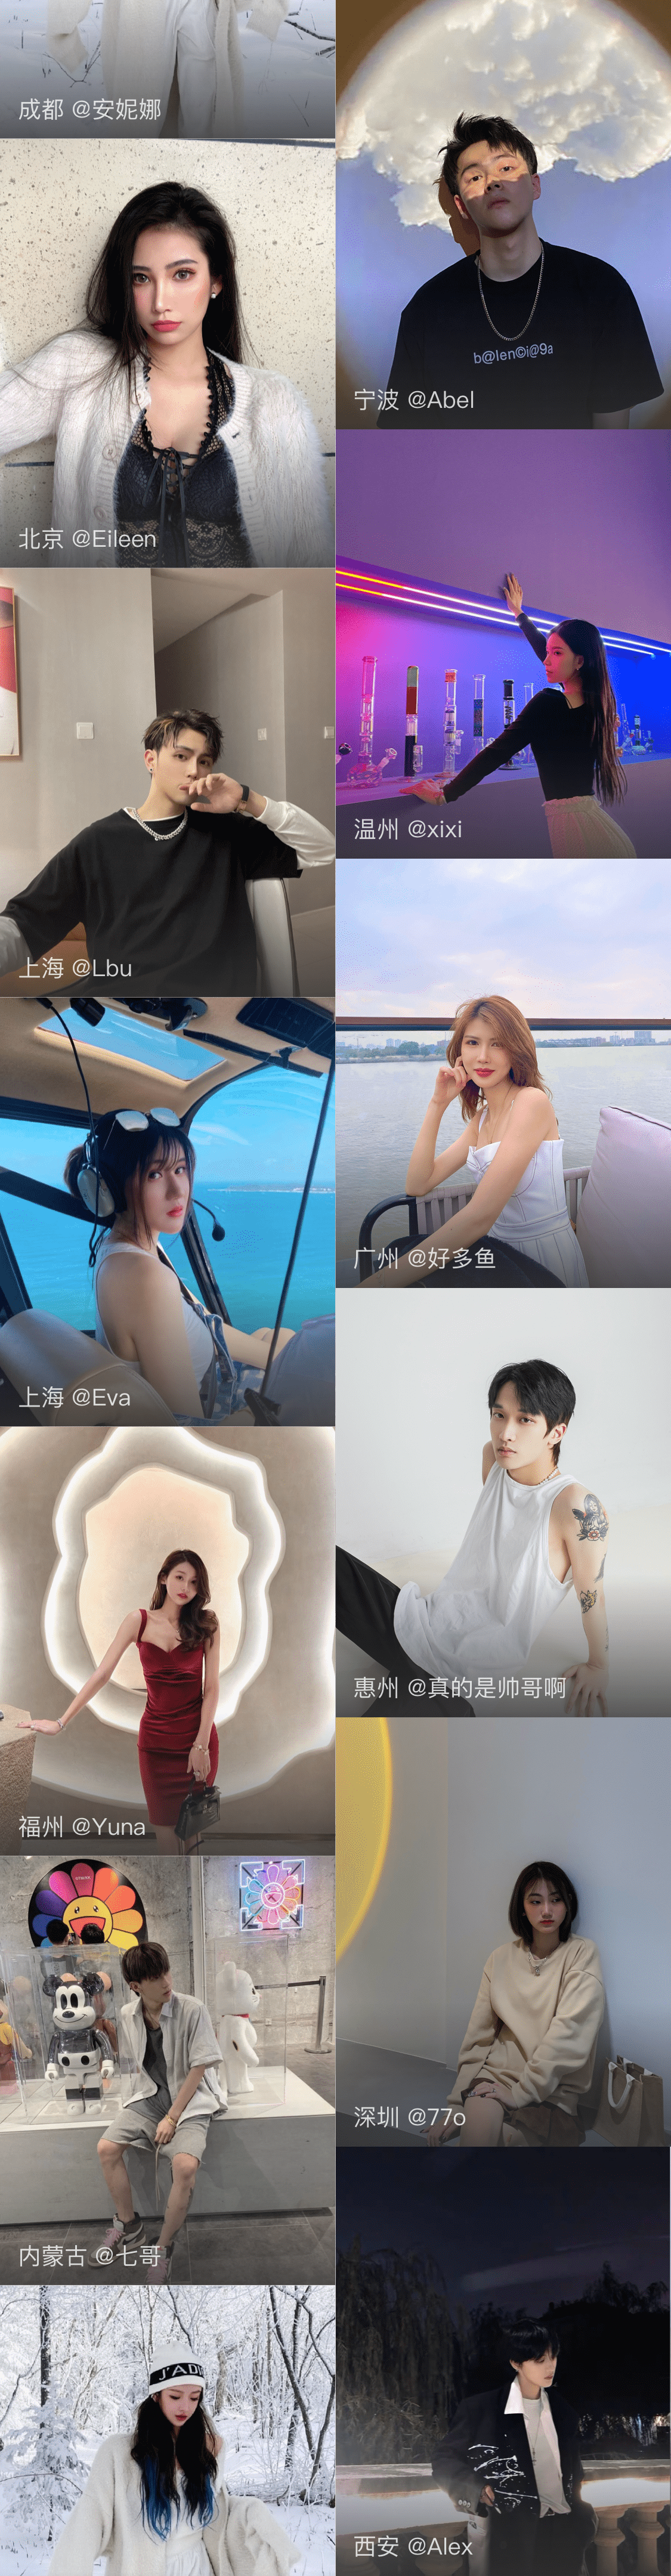 成都 @安妮娜
北京 @Eileen
上海 @Lbu
上海 @Eva
福州 @Yuna
内蒙古 @七哥
J'ADI
b@len©i@9a
宁波 @Abel
温州 @xixi
广州 @好多鱼
惠州 @真的是帅哥啊
深圳 @77o
西安 @Alex